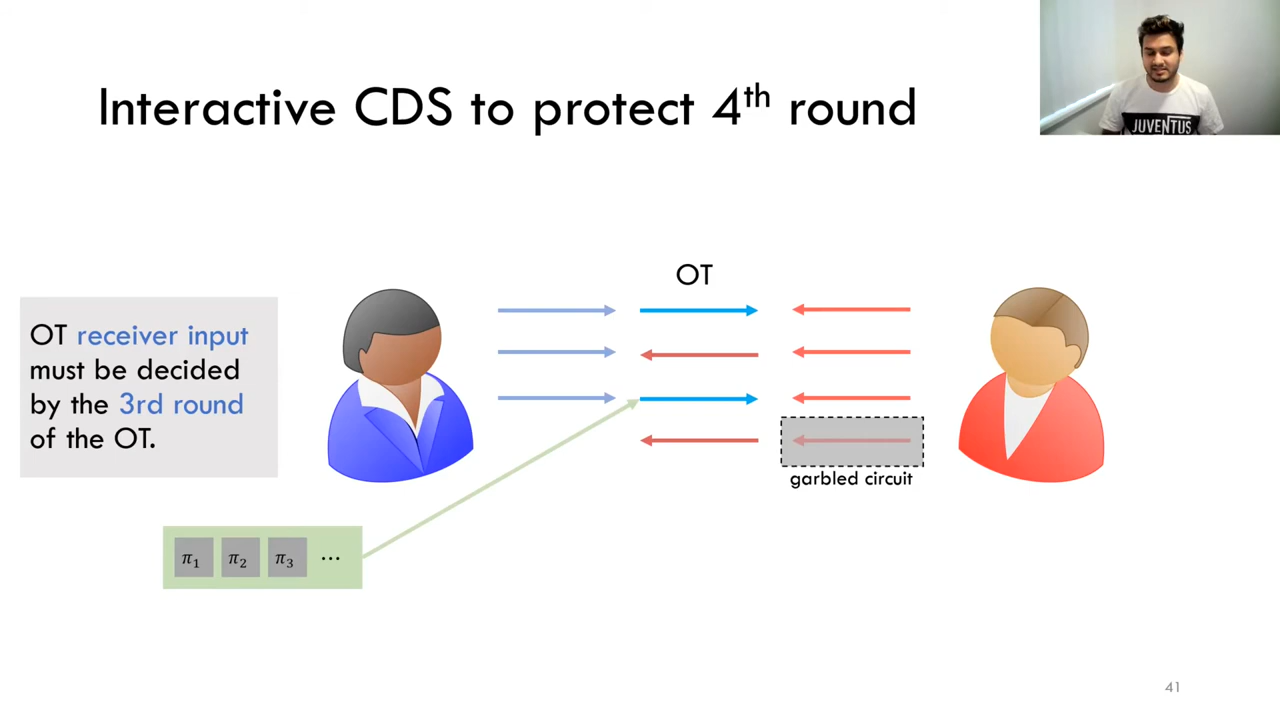 Interactive CDS to protect 4th round
JUVENTUS
OT
OT receiver input
must be decided
by the 3rd round
of the OT.
garbled circuit
π1 π2 π3 ...
41